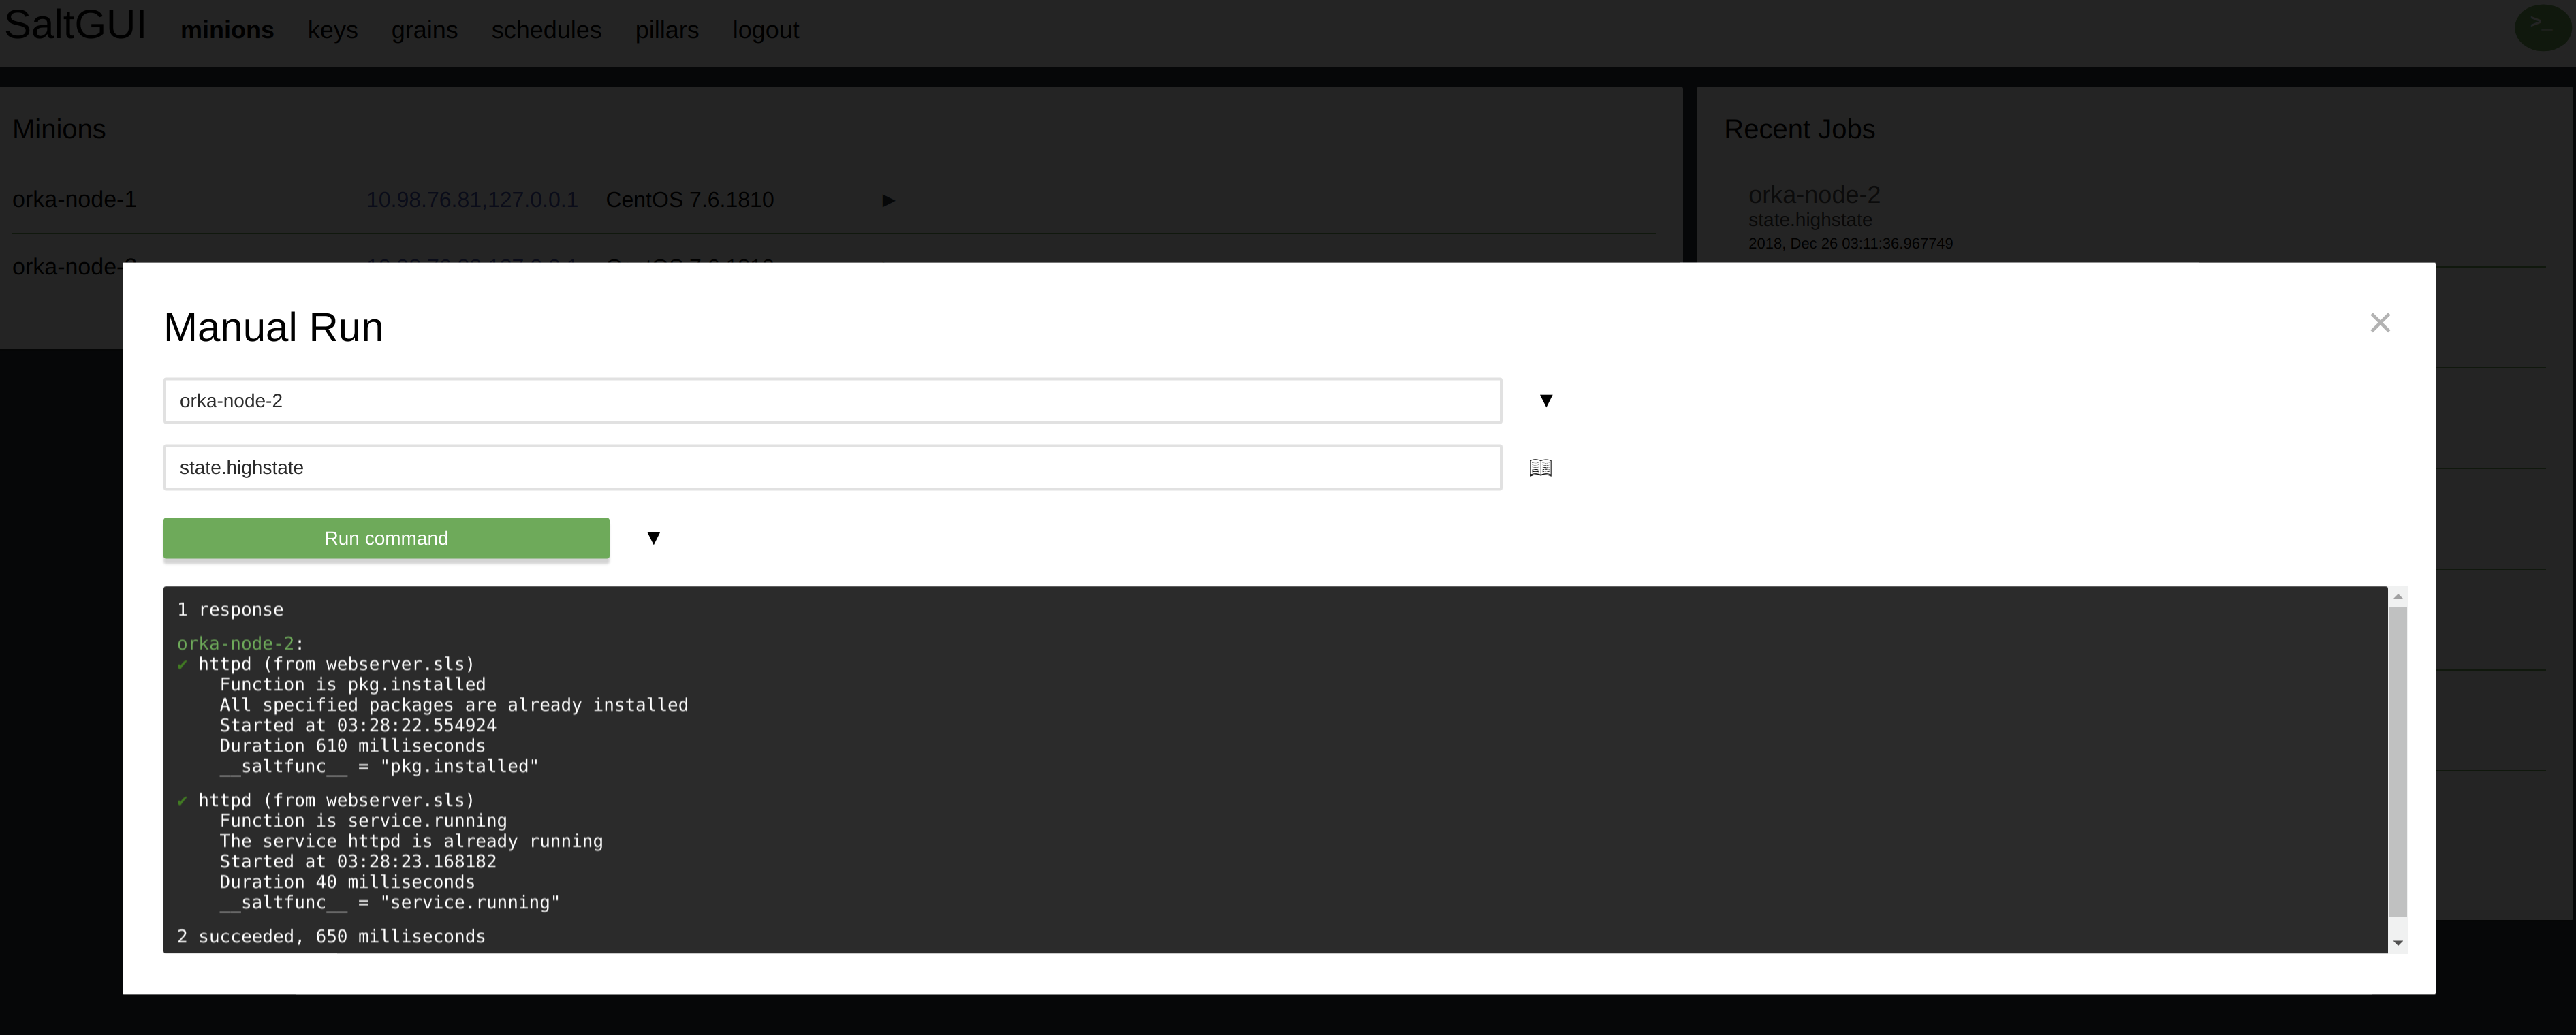 SaltGUI minions keys grains schedules pillars logout >_
Minions
Recent Jobs
orka-node-1 10.98.76.81,127.0.0.1 CentOS 7.6.1810
orka-node-2
state.highstate
2018, Dec 26 03:11:36.967749
Manual Run
orka-node-2
state.highstate
Run command
1 response
orka-node-2:
✔ httpd (from webserver.sls)
Function is pkg.installed
All specified packages are already installed
Started at 03:28:22.554924
Duration 610 milliseconds
__saltfunc__ = "pkg.installed"
✔ httpd (from webserver.sls)
Function is service.running
The service httpd is already running
Started at 03:28:23.168182
Duration 40 milliseconds
__saltfunc__ = "service.running"
2 succeeded, 650 milliseconds